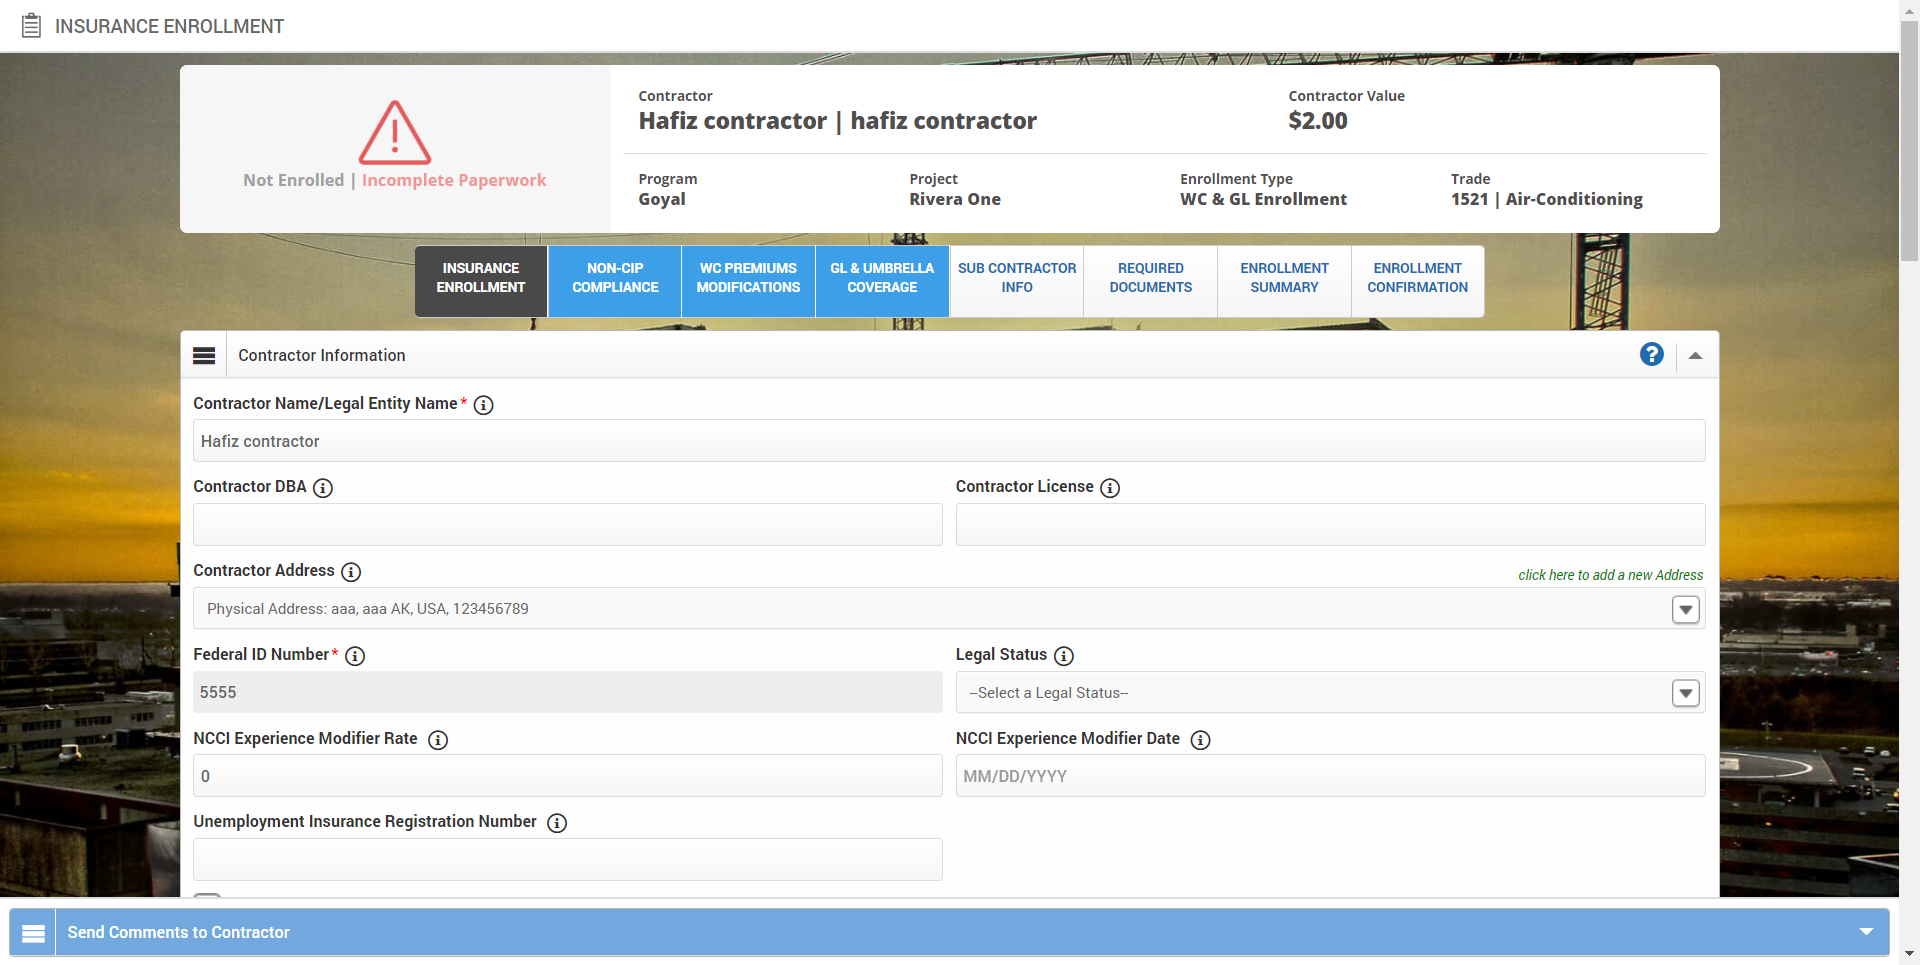 INSURANCE ENROLLMENT
Contractor
Hafiz contractor | hafiz contractor
Contractor Value
$2.00
Not Enrolled | Incomplete Paperwork
Program
Goyal
Project
Rivera One
Enrollment Type
WC & GL Enrollment
Trade
1521 | Air-Conditioning
INSURANCE
ENROLLMENT
NON-CIP
COMPLIANCE
WC PREMIUMS
MODIFICATIONS
GL & UMBRELLA
COVERAGE
SUB CONTRACTOR
INFO
REQUIRED
DOCUMENTS
ENROLLMENT
SUMMARY
ENROLLMENT
CONFIRMATION
Contractor Information
Contractor Name/Legal Entity Name*
Hafiz contractor
Contractor DBA
Contractor License
Contractor Address
click here to add a new Address
Physical Address: aaa, aaa AK, USA, 123456789
Federal ID Number*
5555
Legal Status
--Select a Legal Status--
NCCI Experience Modifier Rate
0
NCCI Experience Modifier Date
MM/DD/YYYY
Unemployment Insurance Registration Number
Send Comments to Contractor